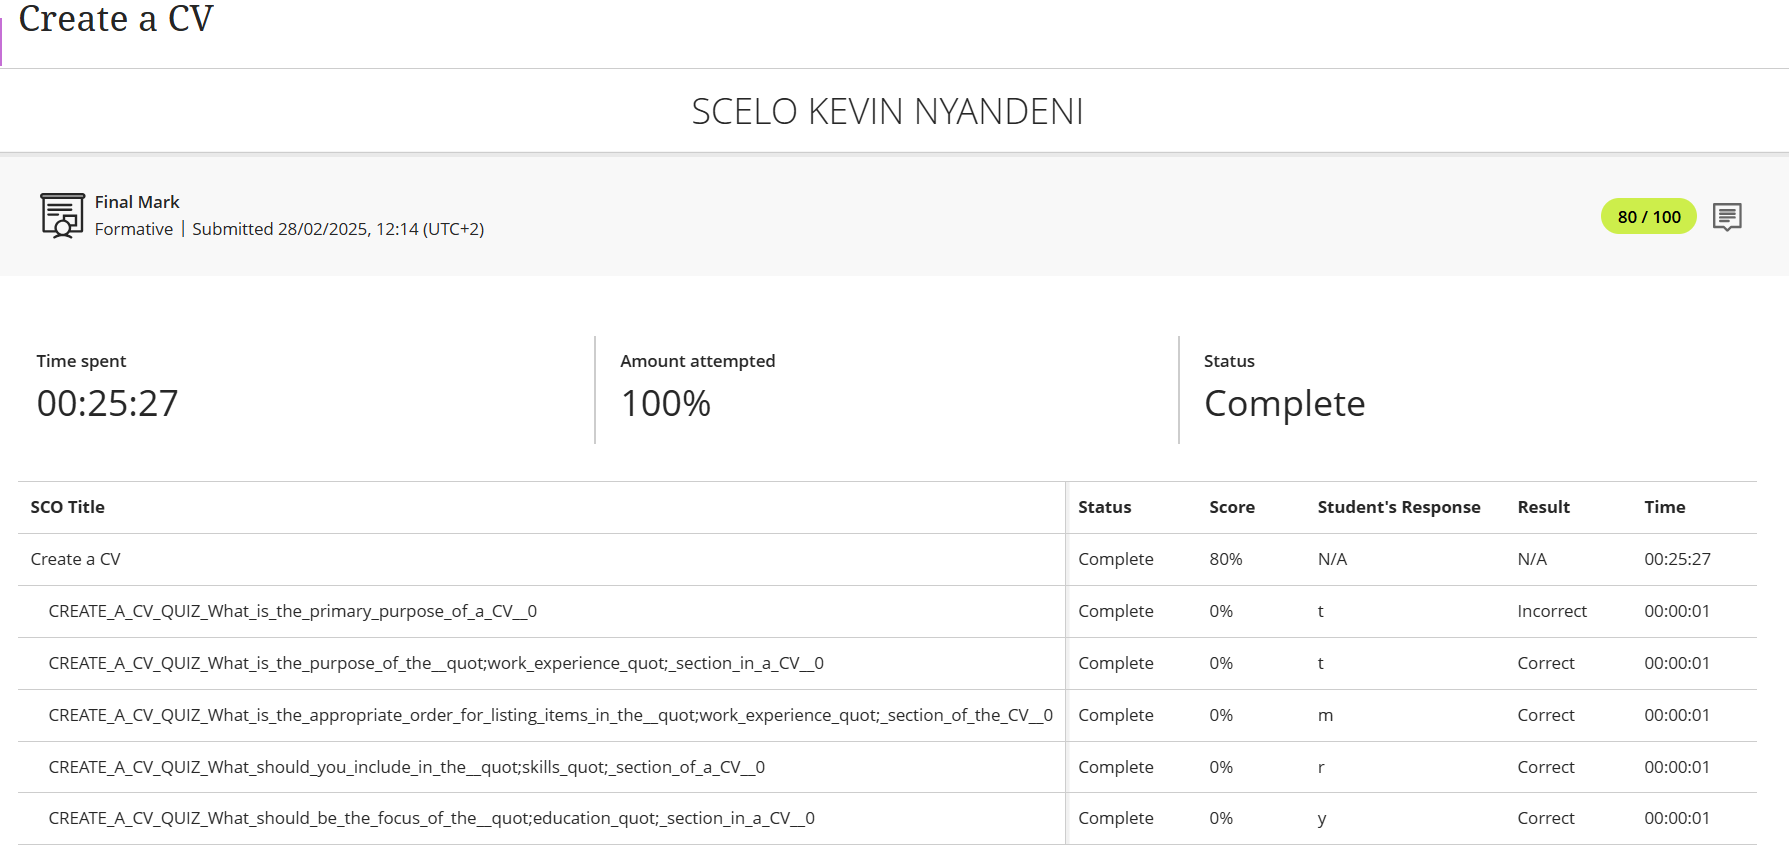 Create a CV
SCELO KEVIN NYANDENI
Final Mark
Formative | Submitted 28/02/2025, 12:14 (UTC+2)
80 / 100
Time spent
00:25:27
Amount attempted
100%
Status
Complete
SCO Title Status Score Student's Response Result Time
Create a CV Complete 80% N/A N/A 00:25:27
CREATE_A_CV_QUIZ_What_is_the_primary_purpose_of_a_CV__0 Complete 0% t Incorrect 00:00:01
CREATE_A_CV_QUIZ_What_is_the_purpose_of_the__quot;work_experience_quot;_section_in_a_CV__0 Complete 0% t Correct 00:00:01
CREATE_A_CV_QUIZ_What_is_the_appropriate_order_for_listing_items_in_the__quot;work_experience_quot;_section_of_the_CV__0 Complete 0% m Correct 00:00:01
CREATE_A_CV_QUIZ_What_should_you_include_in_the__quot;skills_quot;_section_of_a_CV__0 Complete 0% r Correct 00:00:01
CREATE_A_CV_QUIZ_What_should_be_the_focus_of_the__quot;education_quot;_section_in_a_CV__0 Complete 0% y Correct 00:00:01